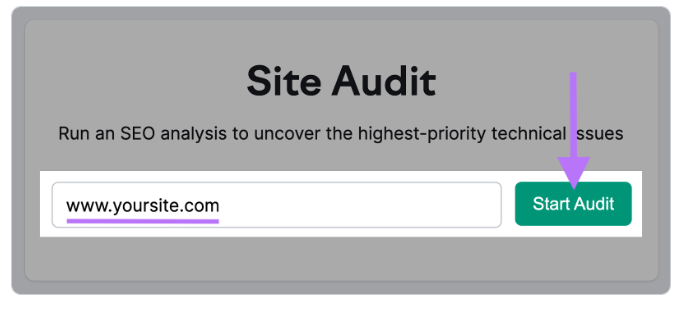 Site Audit
Run an SEO analysis to uncover the highest-priority technical issues
www.yoursite.com
Start Audit